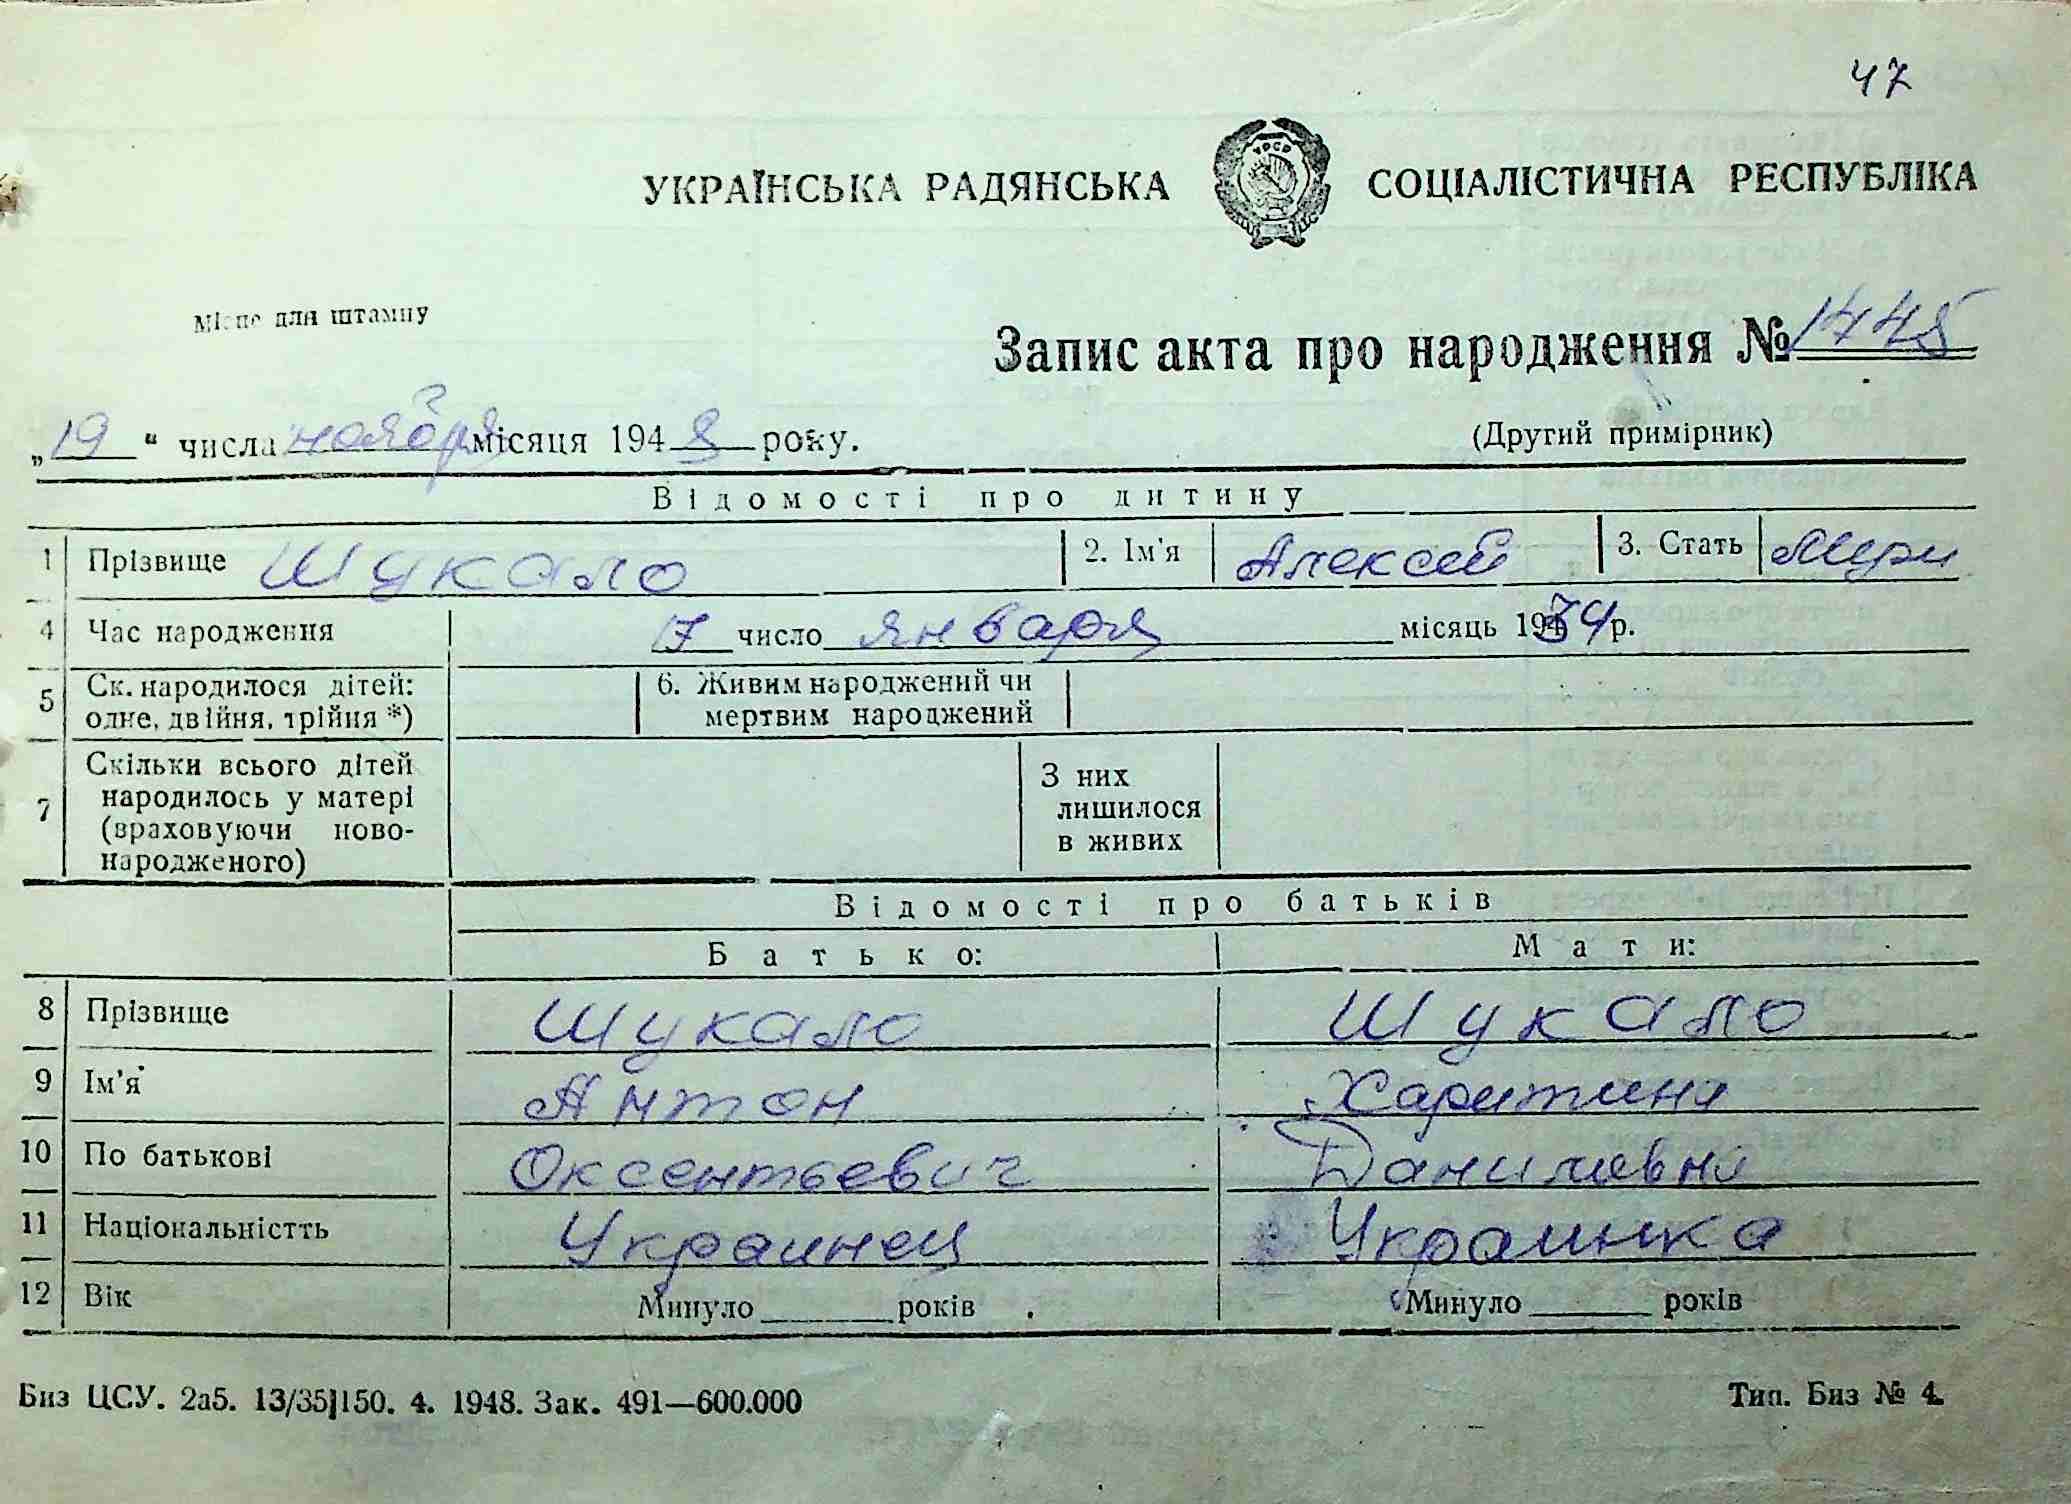 47
УКРАЇНСЬКА РАДЯНСЬКА СОЦІАЛІСТИЧНА РЕСПУБЛІКА
УРСР
Місце для штампу
Запис акта про народження № 1445
„19“ числа ноября місяця 1948 року.
(Другий примірник)
Відомості про дитину
1 Прізвище Шукало 2. Ім'я Алексей 3. Стать
4 Час народження 17 число января місяць 1934 р.
5 Ск. народилося дітей: одне, двійня, трійня *) 6. Живим народжений чи мертвим народжений
7 Скільки всього дітей народилось у матері (враховуючи новонародженого) З них лишилося в живих
Відомості про батьків
Батько: Мати:
8 Прізвище Шукало Шукало
9 Ім'я Антон Харитина
10 По батькові Оксентьевич Даниловна
11 Національністть Украинец Украинка
12 Вік Минуло ______ років Минуло ______ років
Биз ЦСУ. 2а5. 13/35|150. 4. 1948. Зак. 491—600.000 Тип. Биз № 4.